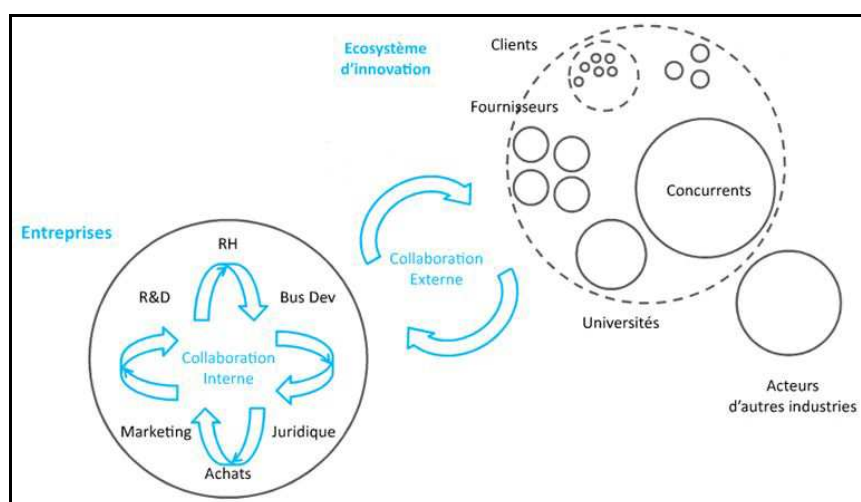 Ecosystème
d'innovation
Clients
Fournisseurs
Concurrents
Entreprises
RH
Collaboration
Externe
R&D
Bus Dev
Universités
Collaboration
Interne
Acteurs
d'autres industries
Marketing
Juridique
Achats